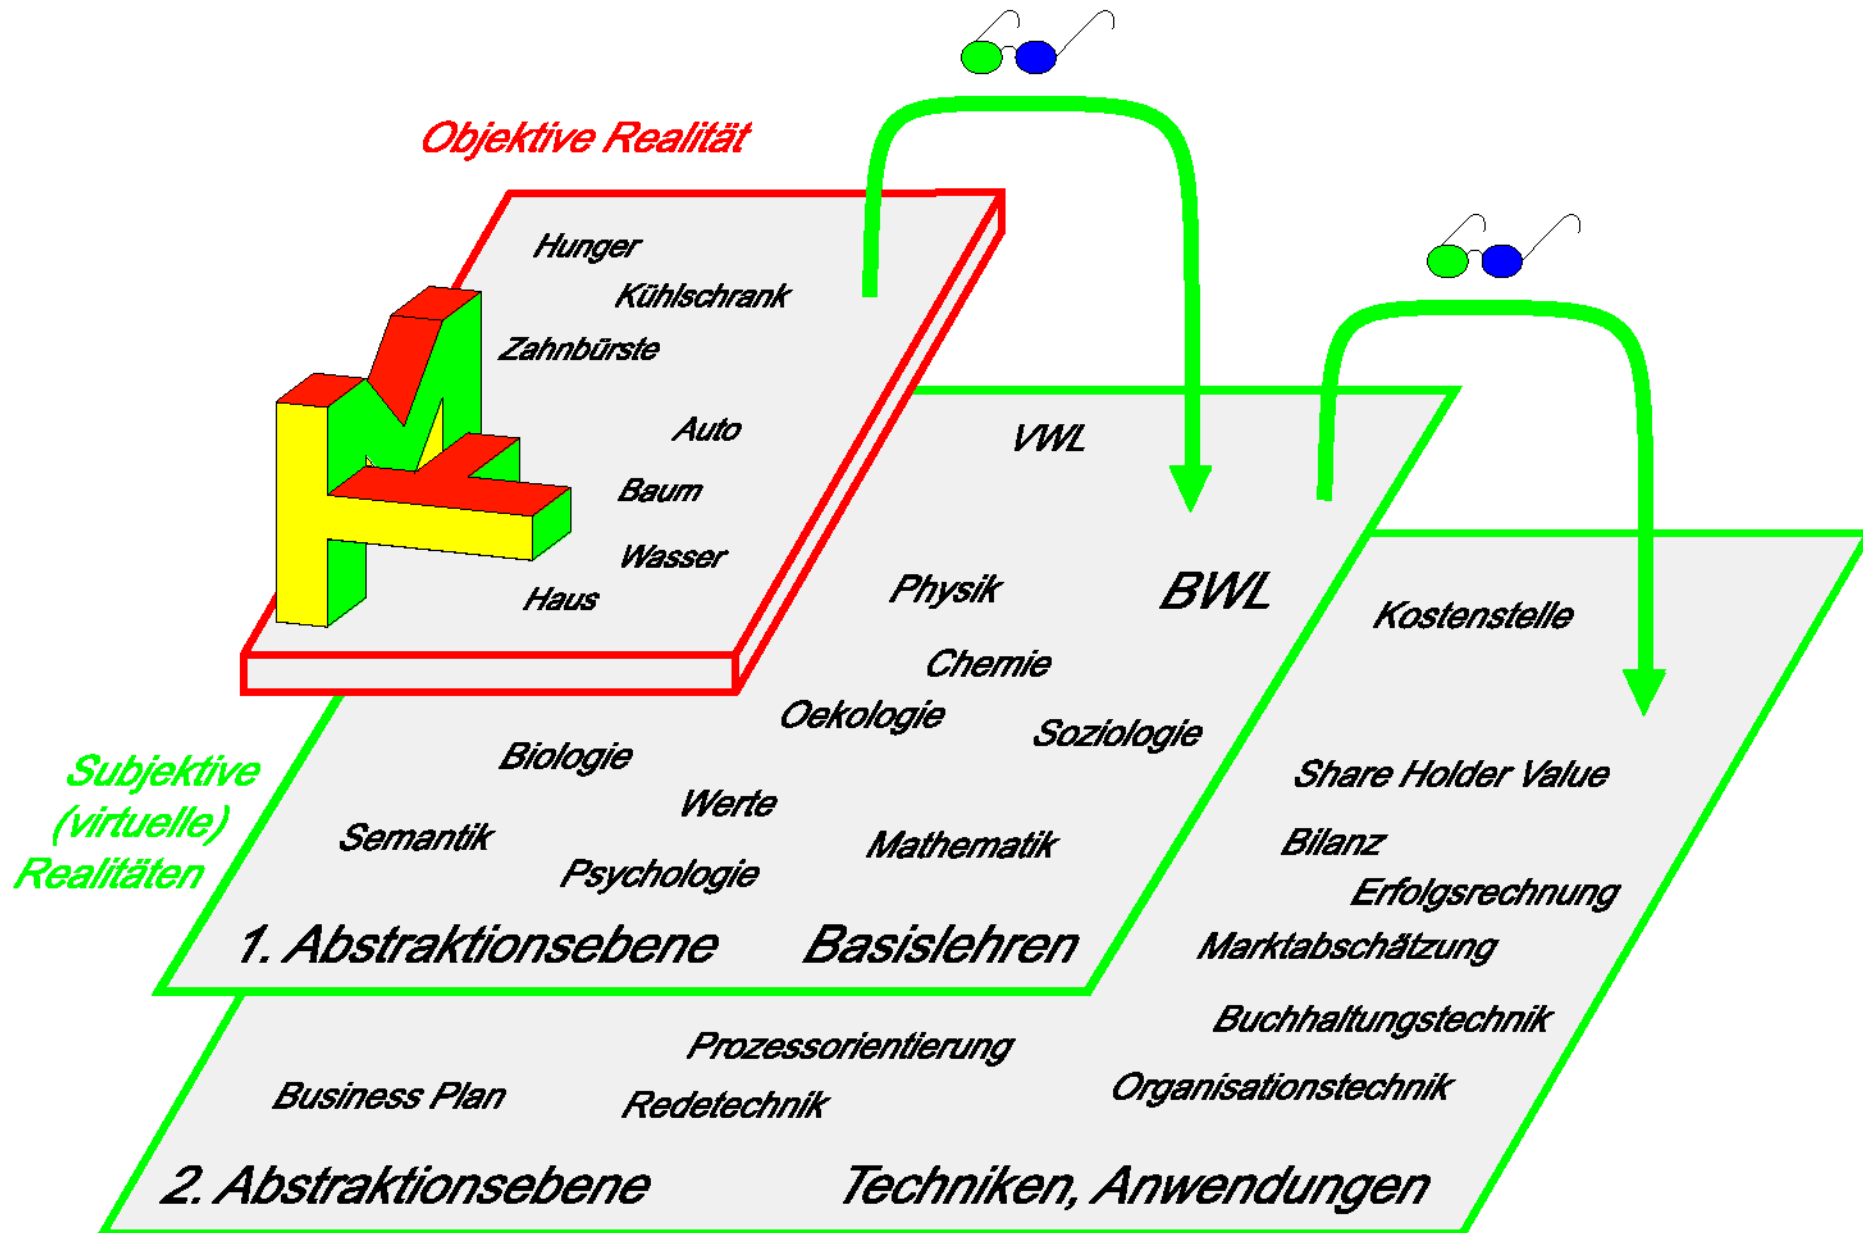 Objektive Realität
Hunger
Kühlschrank
Zahnbürste
Auto
Baum
Wasser
Haus
VWL
Physik
BWL
Chemie
Oekologie
Soziologie
Biologie
Werte
Semantik
Mathematik
Psychologie
1. Abstraktionsebene Basislehren
Subjektive
(virtuelle)
Realitäten
Kostenstelle
Share Holder Value
Bilanz
Erfolgsrechnung
Marktabschätzung
Buchhaltungstechnik
Prozessorientierung
Organisationstechnik
Business Plan
Redetechnik
2. Abstraktionsebene Techniken, Anwendungen